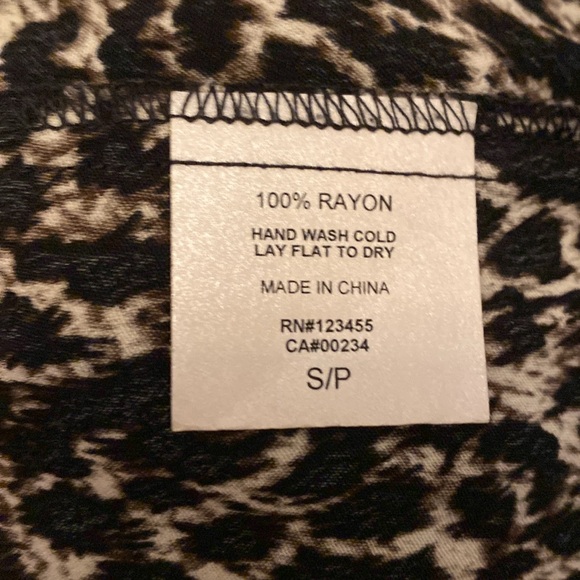 100% RAYON
HAND WASH COLD
LAY FLAT TO DRY
MADE IN CHINA
RN#123455
CA#00234
S/P